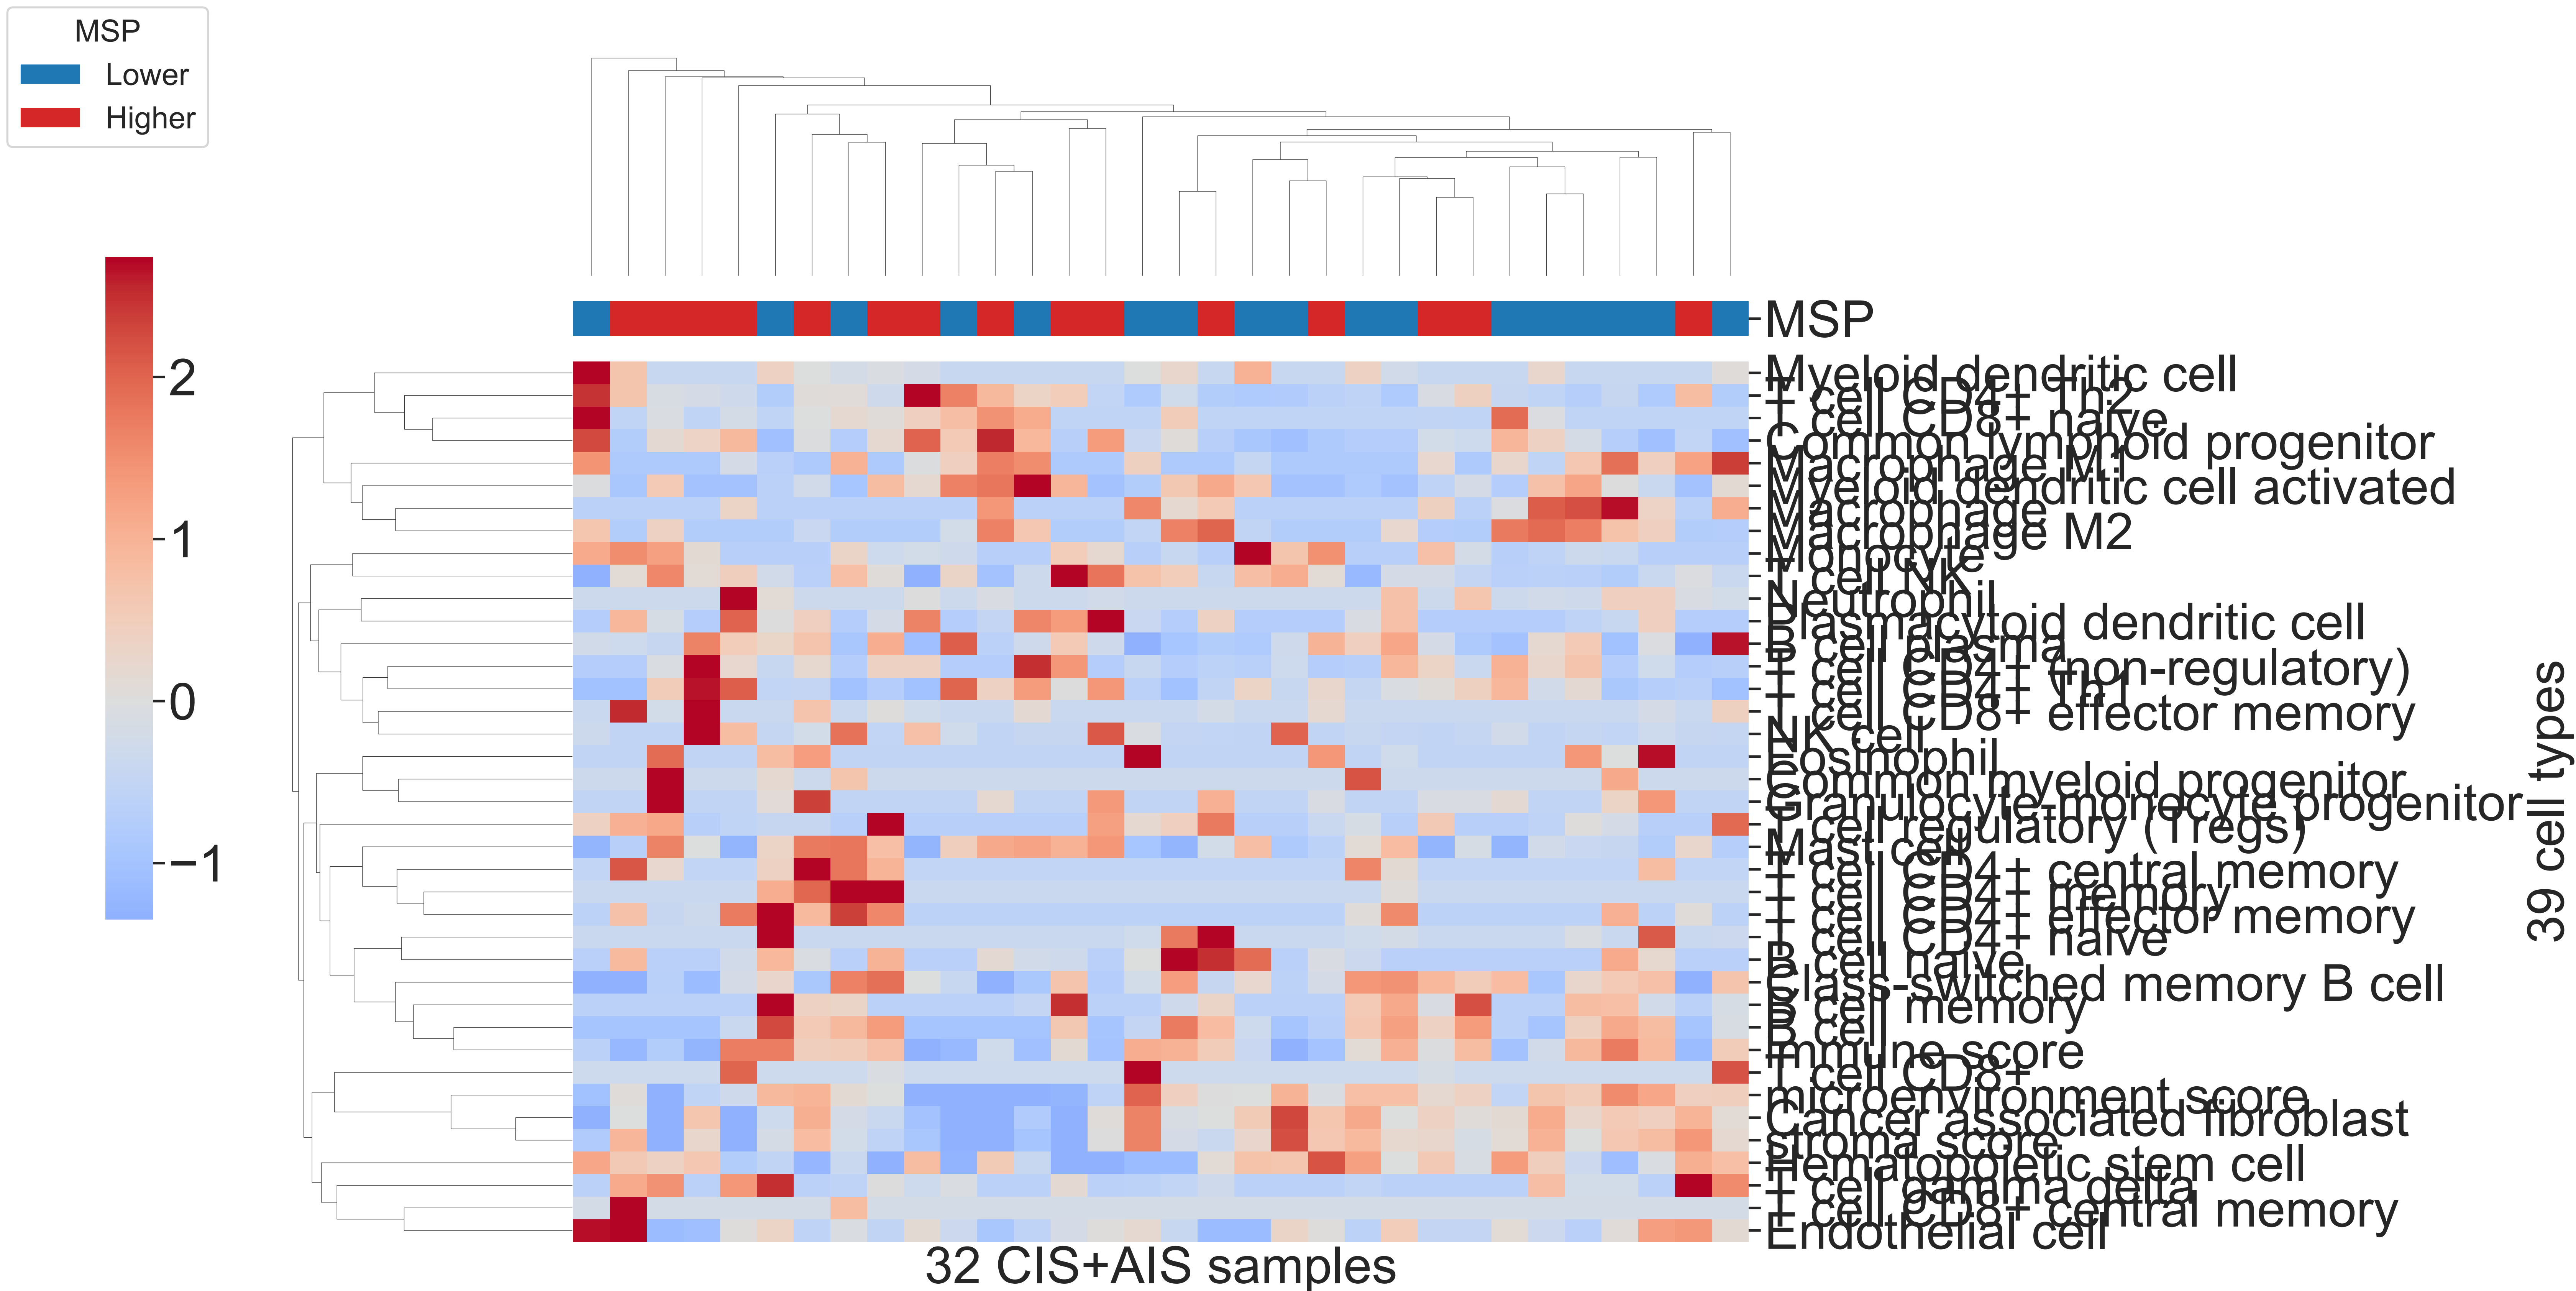 MSP
Lower
Higher
2
1
0
−1
MSP
Myeloid dendritic cell
T cell CD4+ Th2
T cell CD8+ naive
Common lymphoid progenitor
Macrophage M1
Myeloid dendritic cell activated
Macrophage
Macrophage M2
Monocyte
T cell NK
Neutrophil
Plasmacytoid dendritic cell
B cell plasma
T cell CD4+ (non-regulatory)
T cell CD4+ Th1
T cell CD8+ effector memory
NK cell
Eosinophil
Common myeloid progenitor
Granulocyte-monocyte progenitor
T cell regulatory (Tregs)
Mast cell
T cell CD4+ central memory
T cell CD4+ memory
T cell CD4+ effector memory
T cell CD4+ naive
B cell naive
Class-switched memory B cell
B cell memory
B cell
immune score
T cell CD8+
microenvironment score
Cancer associated fibroblast
stroma score
Hematopoietic stem cell
T cell gamma delta
T cell CD8+ central memory
Endothelial cell
39 cell types
32 CIS+AIS samples